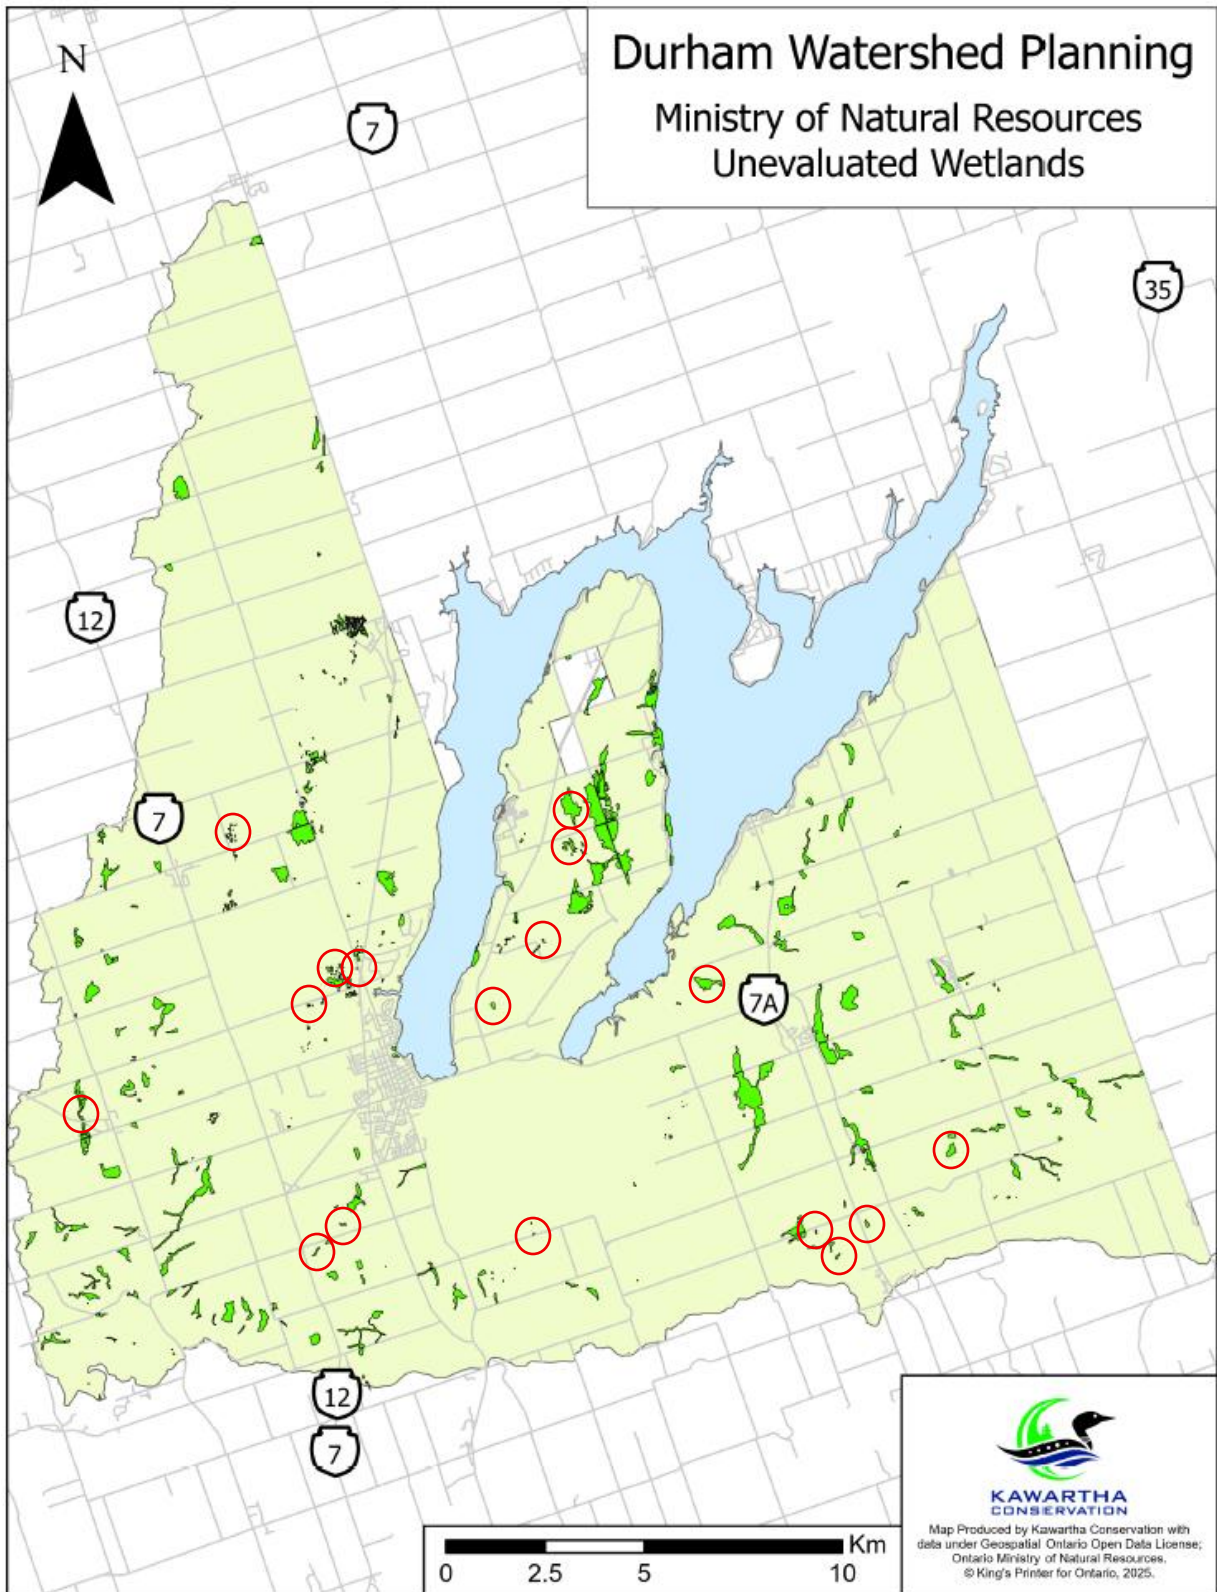 Durham Watershed Planning
Ministry of Natural Resources
Unevaluated Wetlands
N
7
35
12
7
7A
12
7
KAWARTHA
CONSERVATION
Map Produced by Kawartha Conservation with
data under Geospatial Ontario Open Data License;
Ontario Ministry of Natural Resources.
© King's Printer for Ontario, 2025.
Km
0 2.5 5 10